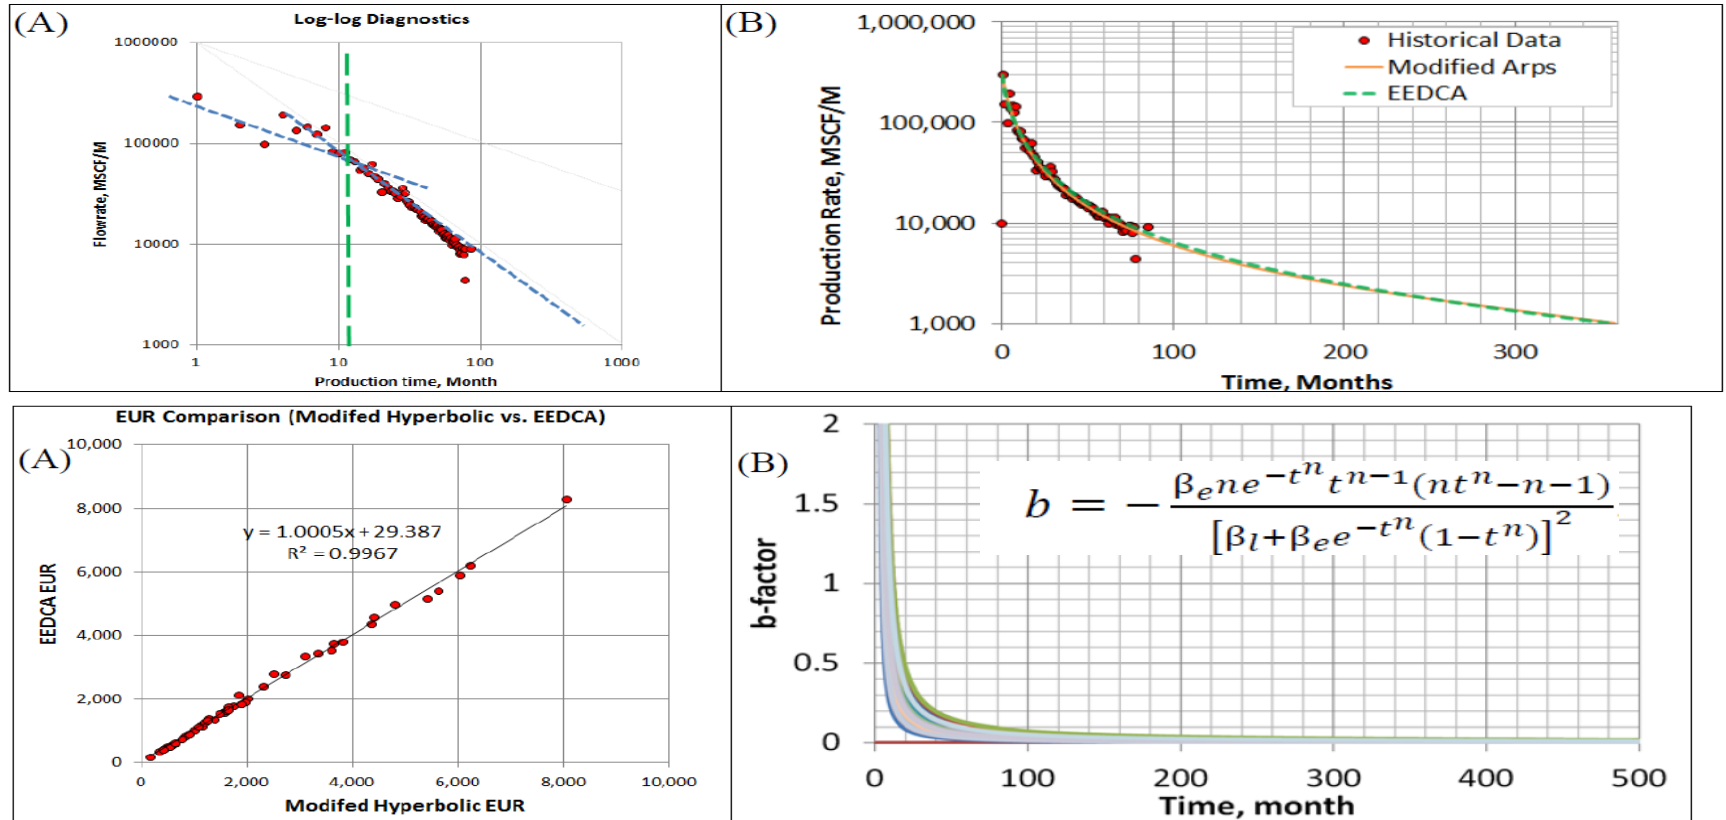 (A)
Log-log Diagnostics
1000000
100000
10000
1000
Flowrate, MSCF/M
1
10
100
1000
Production time, Month
(B)
1,000,000
100,000
10,000
1,000
Production Rate, MSCF/M
Historical Data
Modified Arps
EEDCA
0
100
200
300
Time, Months
EUR Comparison (Modifed Hyperbolic vs. EEDCA)
(A)
10,000
8,000
6,000
4,000
2,000
0
EEDCA EUR
y = 1.0005x + 29.387
R² = 0.9967
0
2,000
4,000
6,000
8,000
10,000
Modifed Hyperbolic EUR
(B)
2
1.5
1
0.5
0
b-factor
b = − βₑne^−tⁿ t^n−1(ntⁿ−n−1) / [βₗ+βₑe^−tⁿ(1−tⁿ)]²
0
100
200
300
400
500
Time, month